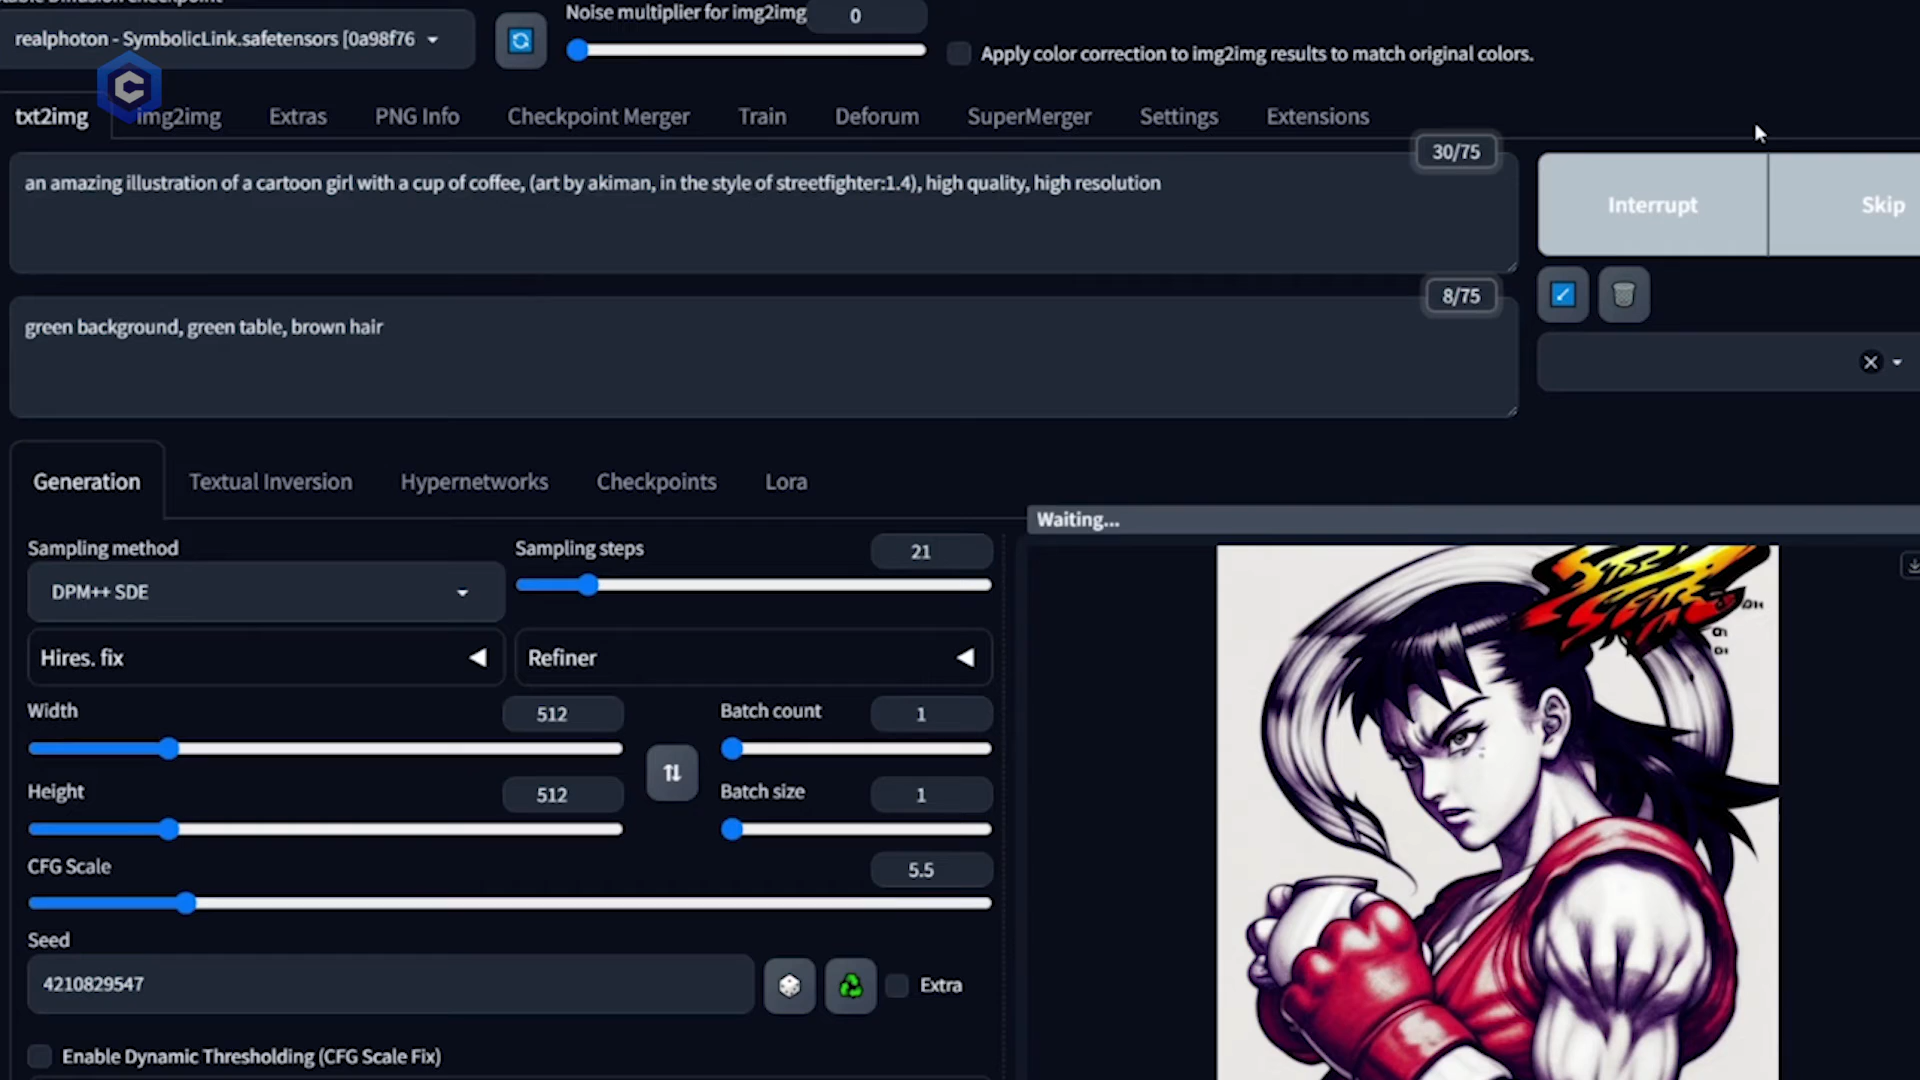 Noise multiplier for img2img
0
realphoton - SymbolicLink.safetensors [0a98f76
Apply color correction to img2img results to match original colors.
txt2img
img2img
Extras
PNG Info
Checkpoint Merger
Train
Deforum
SuperMerger
Settings
Extensions
30/75
an amazing illustration of a cartoon girl with a cup of coffee, (art by akiman, in the style of streetfighter:1.4), high quality, high resolution
Interrupt
Skip
8/75
green background, green table, brown hair
Generation
Textual Inversion
Hypernetworks
Checkpoints
Lora
Waiting...
Sampling method
Sampling steps
21
DPM++ SDE
Hires. fix
Refiner
Width
512
Batch count
1
Height
512
Batch size
1
CFG Scale
5.5
Seed
4210829547
Extra
Enable Dynamic Thresholding (CFG Scale Fix)